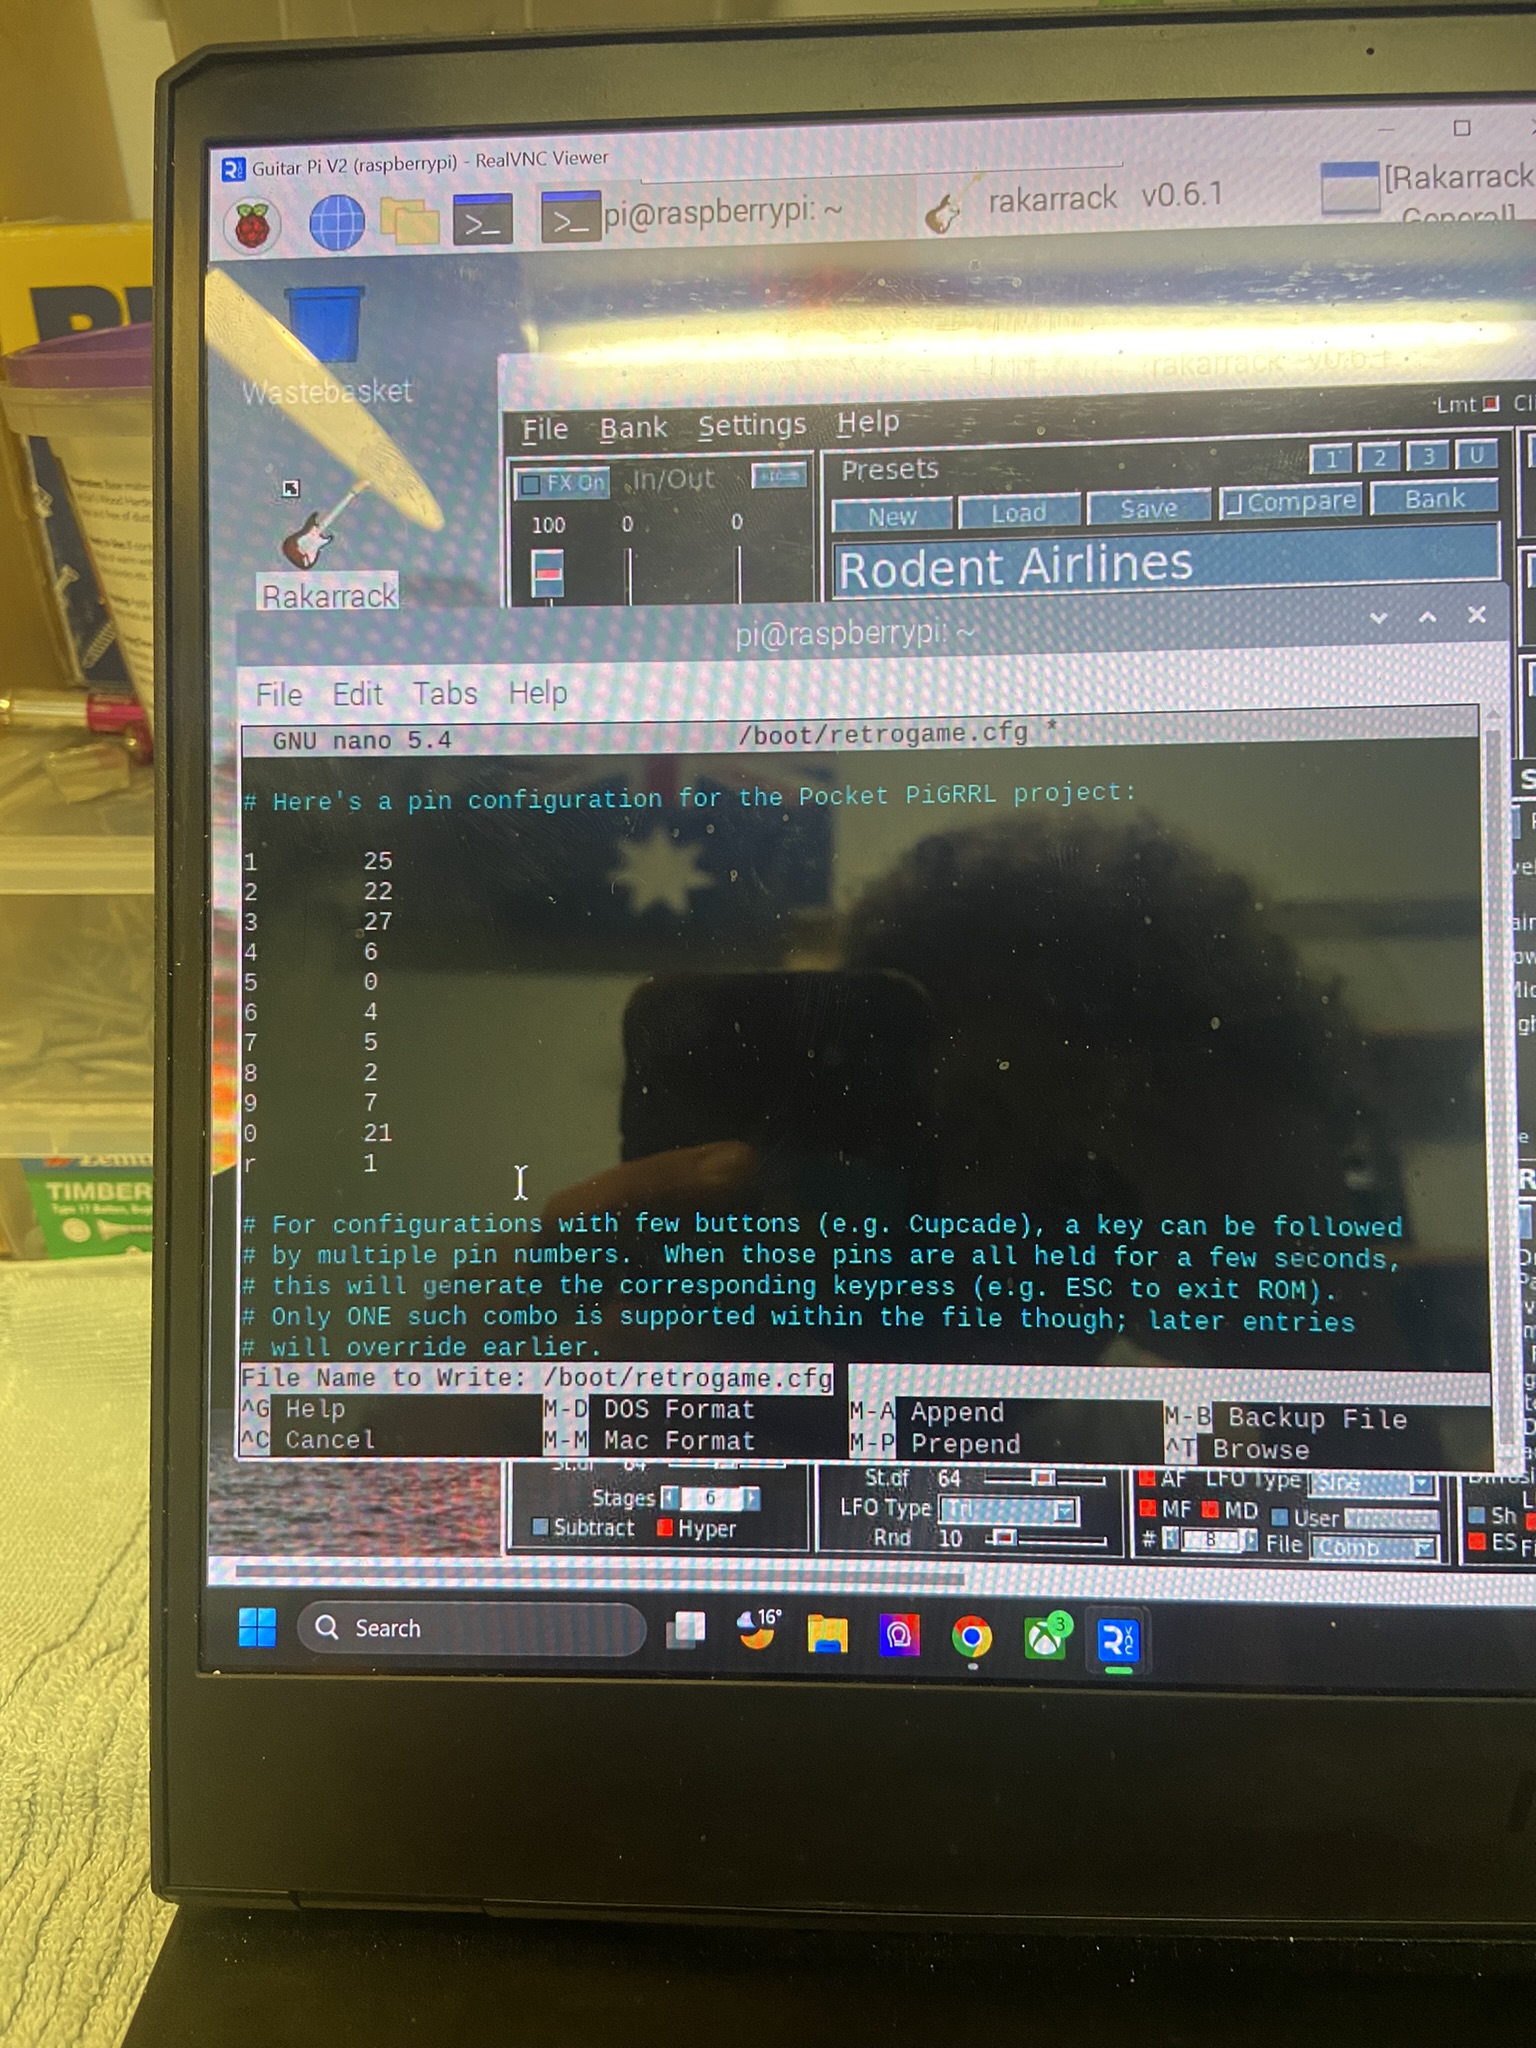 Guitar Pi V2 (raspberrypi) - RealVNC Viewer
pi@raspberrypi: ~
rakarrack v0.6.1
[Rakarrack
General]
Wastebasket
rakarrack v0.6.1
File Bank Settings Help
Lmt
FX On In/Out
Presets
1 2 3 U
New Load Save Compare Bank
100 0 0
Rodent Airlines
Rakarrack
pi@raspberrypi: ~
File Edit Tabs Help
GNU nano 5.4 /boot/retrogame.cfg *
# Here's a pin configuration for the Pocket PiGRRL project:
1 25
2 22
3 27
4 6
5 0
6 4
7 5
8 2
9 7
0 21
r 1
# For configurations with few buttons (e.g. Cupcade), a key can be followed
# by multiple pin numbers.  When those pins are all held for a few seconds,
# this will generate the corresponding keypress (e.g. ESC to exit ROM).
# Only ONE such combo is supported within the file though; later entries
# will override earlier.
File Name to Write: /boot/retrogame.cfg
^G Help M-D DOS Format M-A Append M-B Backup File
^C Cancel M-M Mac Format M-P Prepend ^T Browse
St.df 64
St.df 64
AF LFO Type Sine
Stages 6
LFO Type Tri
MF MD User
Sh
Subtract Hyper
Rnd 10
# 8 File Comb
ES
Search
16°
3
TIMBER